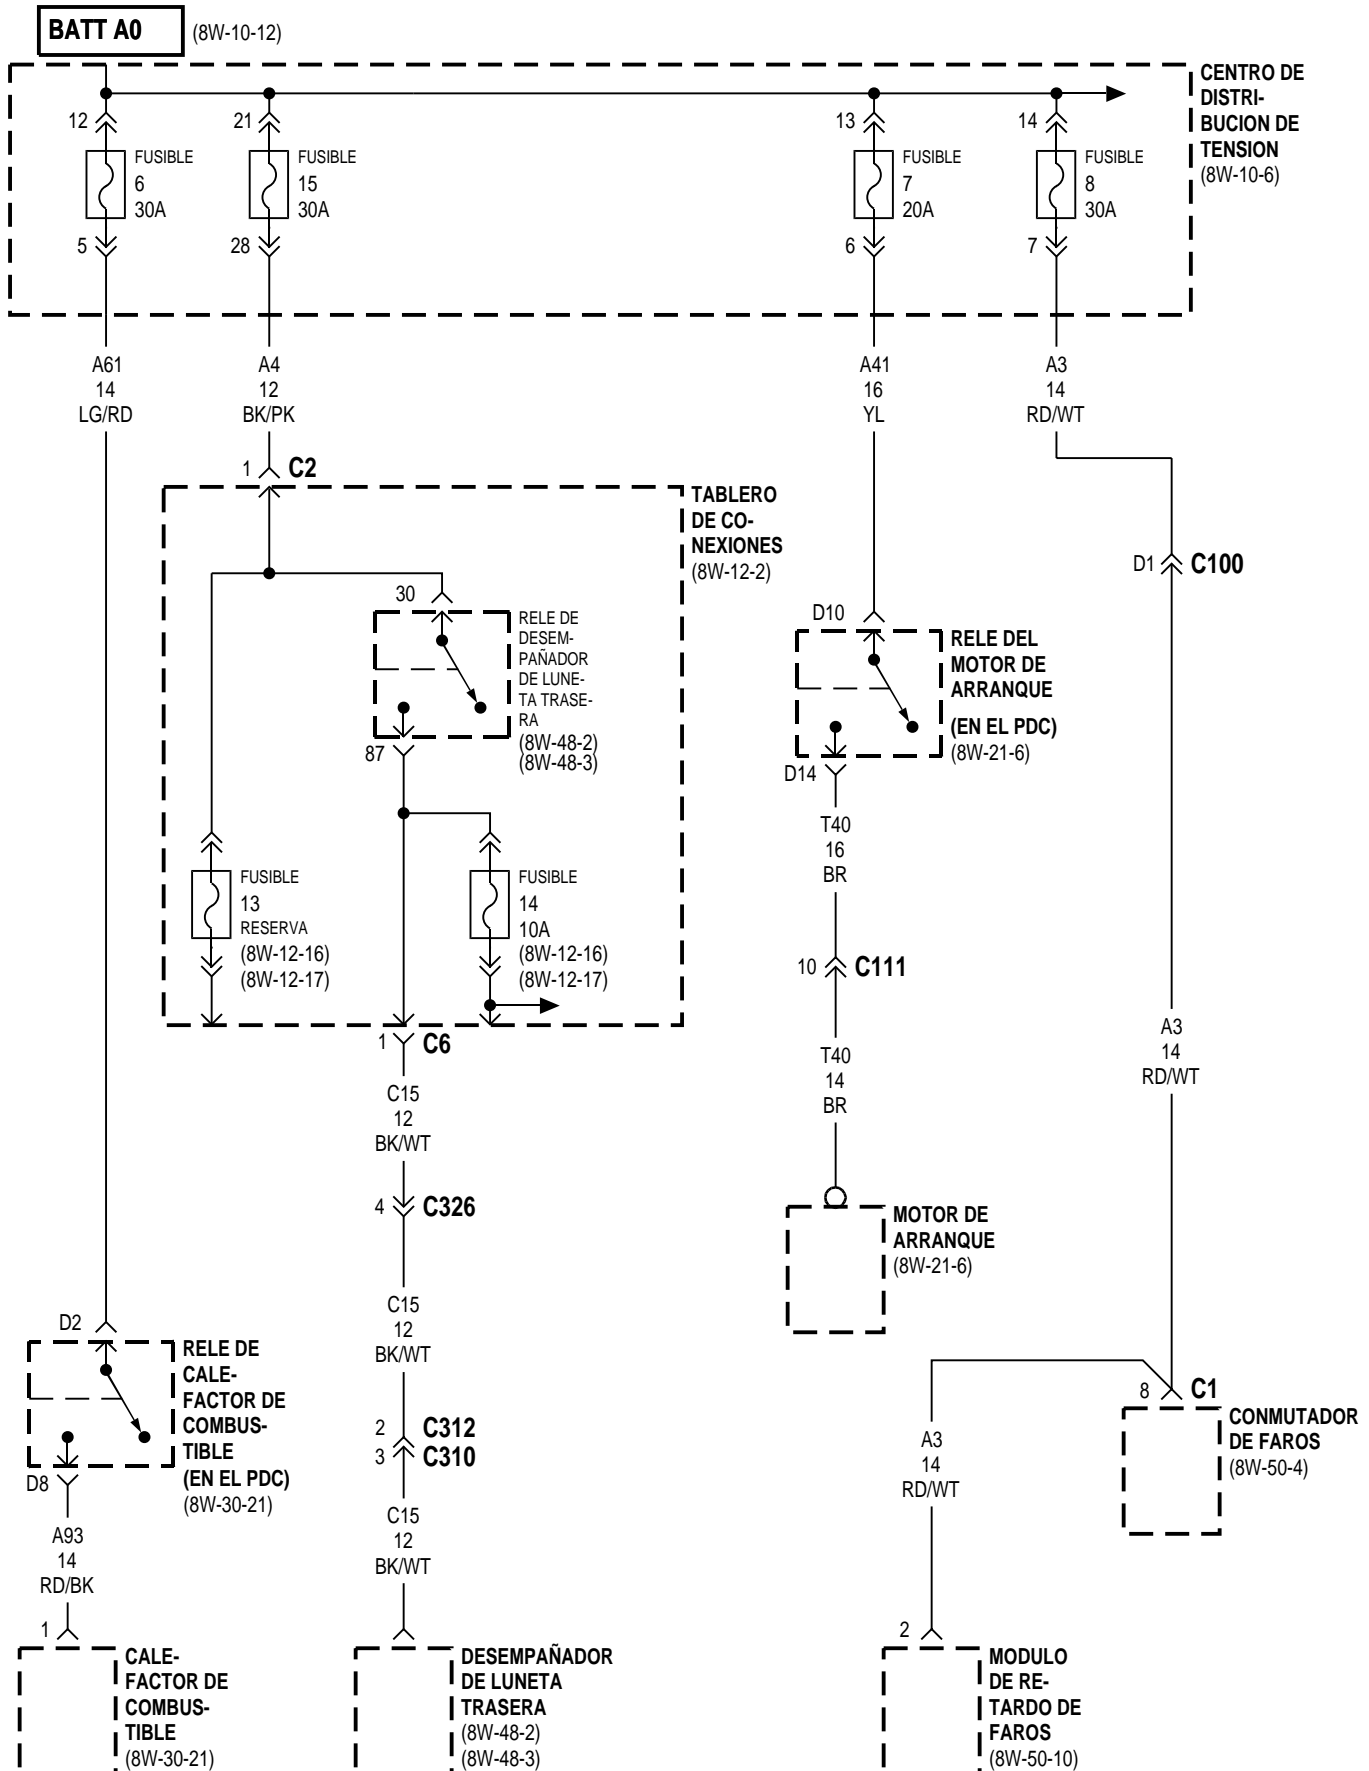 BATT A0 (8W-10-12)
CENTRO DE
DISTRI-
BUCION DE
TENSION
(8W-10-6)
12
FUSIBLE
6
30A
5
21
FUSIBLE
15
30A
28
13
FUSIBLE
7
20A
6
14
FUSIBLE
8
30A
7
A61
14
LG/RD
A4
12
BK/PK
A41
16
YL
A3
14
RD/WT
1 C2
TABLERO
DE CO-
NEXIONES
(8W-12-2)
30
RELE DE
DESEM-
PAÑADOR
DE LUNE-
TA TRASE-
RA
(8W-48-2)
(8W-48-3)
87
FUSIBLE
13
RESERVA
(8W-12-16)
(8W-12-17)
FUSIBLE
14
10A
(8W-12-16)
(8W-12-17)
1 C6
D1 C100
D10
RELE DEL
MOTOR DE
ARRANQUE
(EN EL PDC)
(8W-21-6)
D14
T40
16
BR
10 C111
T40
14
BR
MOTOR DE
ARRANQUE
(8W-21-6)
A3
14
RD/WT
C15
12
BK/WT
4 C326
C15
12
BK/WT
2 C312
3 C310
C15
12
BK/WT
D2
RELE DE
CALE-
FACTOR DE
COMBUS-
TIBLE
(EN EL PDC)
(8W-30-21)
D8
A93
14
RD/BK
8 C1
CONMUTADOR
DE FAROS
(8W-50-4)
A3
14
RD/WT
1
CALE-
FACTOR DE
COMBUS-
TIBLE
(8W-30-21)
DESEMPAÑADOR
DE LUNETA
TRASERA
(8W-48-2)
(8W-48-3)
2
MODULO
DE RE-
TARDO DE
FAROS
(8W-50-10)